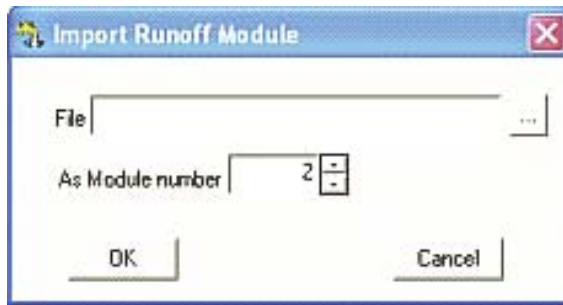 Import Runoff Module
File
...
As Module number 2
OK Cancel